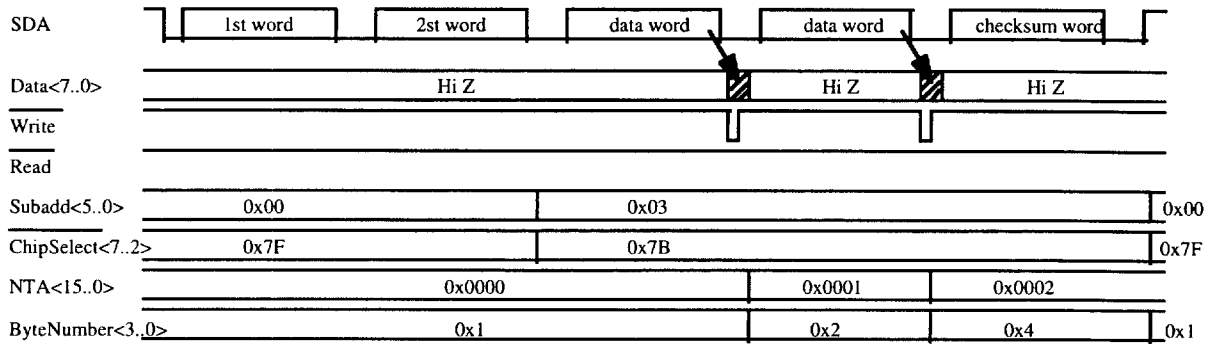 SDA 1st word 2st word data word data word checksum word
Data<7..0> Hi Z Hi Z Hi Z
Write
Read
Subadd<5..0> 0x00 0x03 0x00
ChipSelect<7..2> 0x7F 0x7B 0x7F
NTA<15..0> 0x0000 0x0001 0x0002
ByteNumber<3..0> 0x1 0x2 0x4 0x1